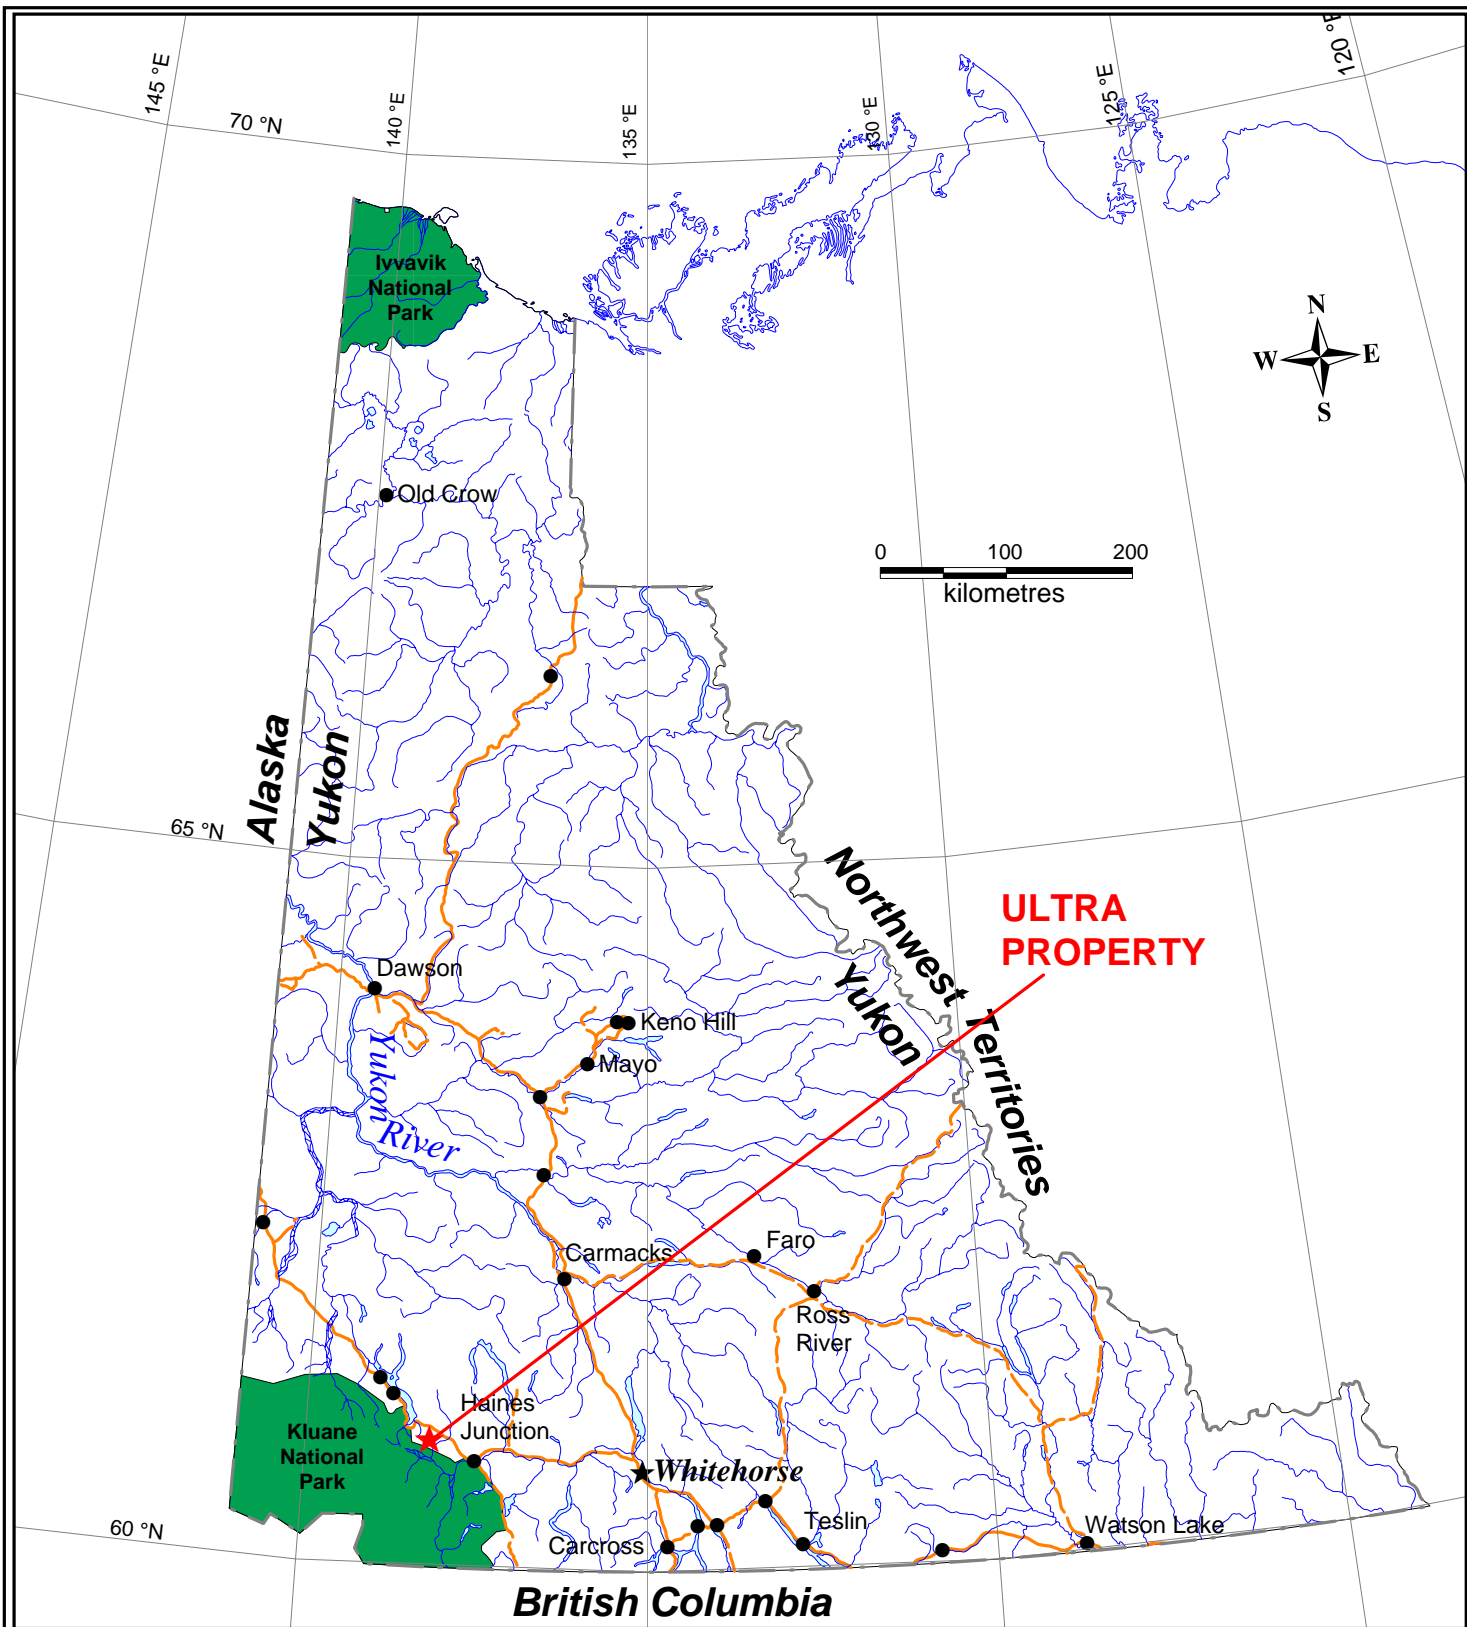 145 °E
140 °E
135 °E
130 °E
125 °E
120 °E
70 °N
Ivvavik
National
Park
N
W E
S
Old Crow
0 100 200
kilometres
Alaska
Yukon
65 °N
Northwest Territories
Yukon
ULTRA
PROPERTY
Dawson
Keno Hill
Mayo
Yukon
River
Carmacks
Faro
Ross
River
Haines
Junction
Kluane
National
Park
Whitehorse
60 °N
Carcross
Teslin
Watson Lake
British Columbia